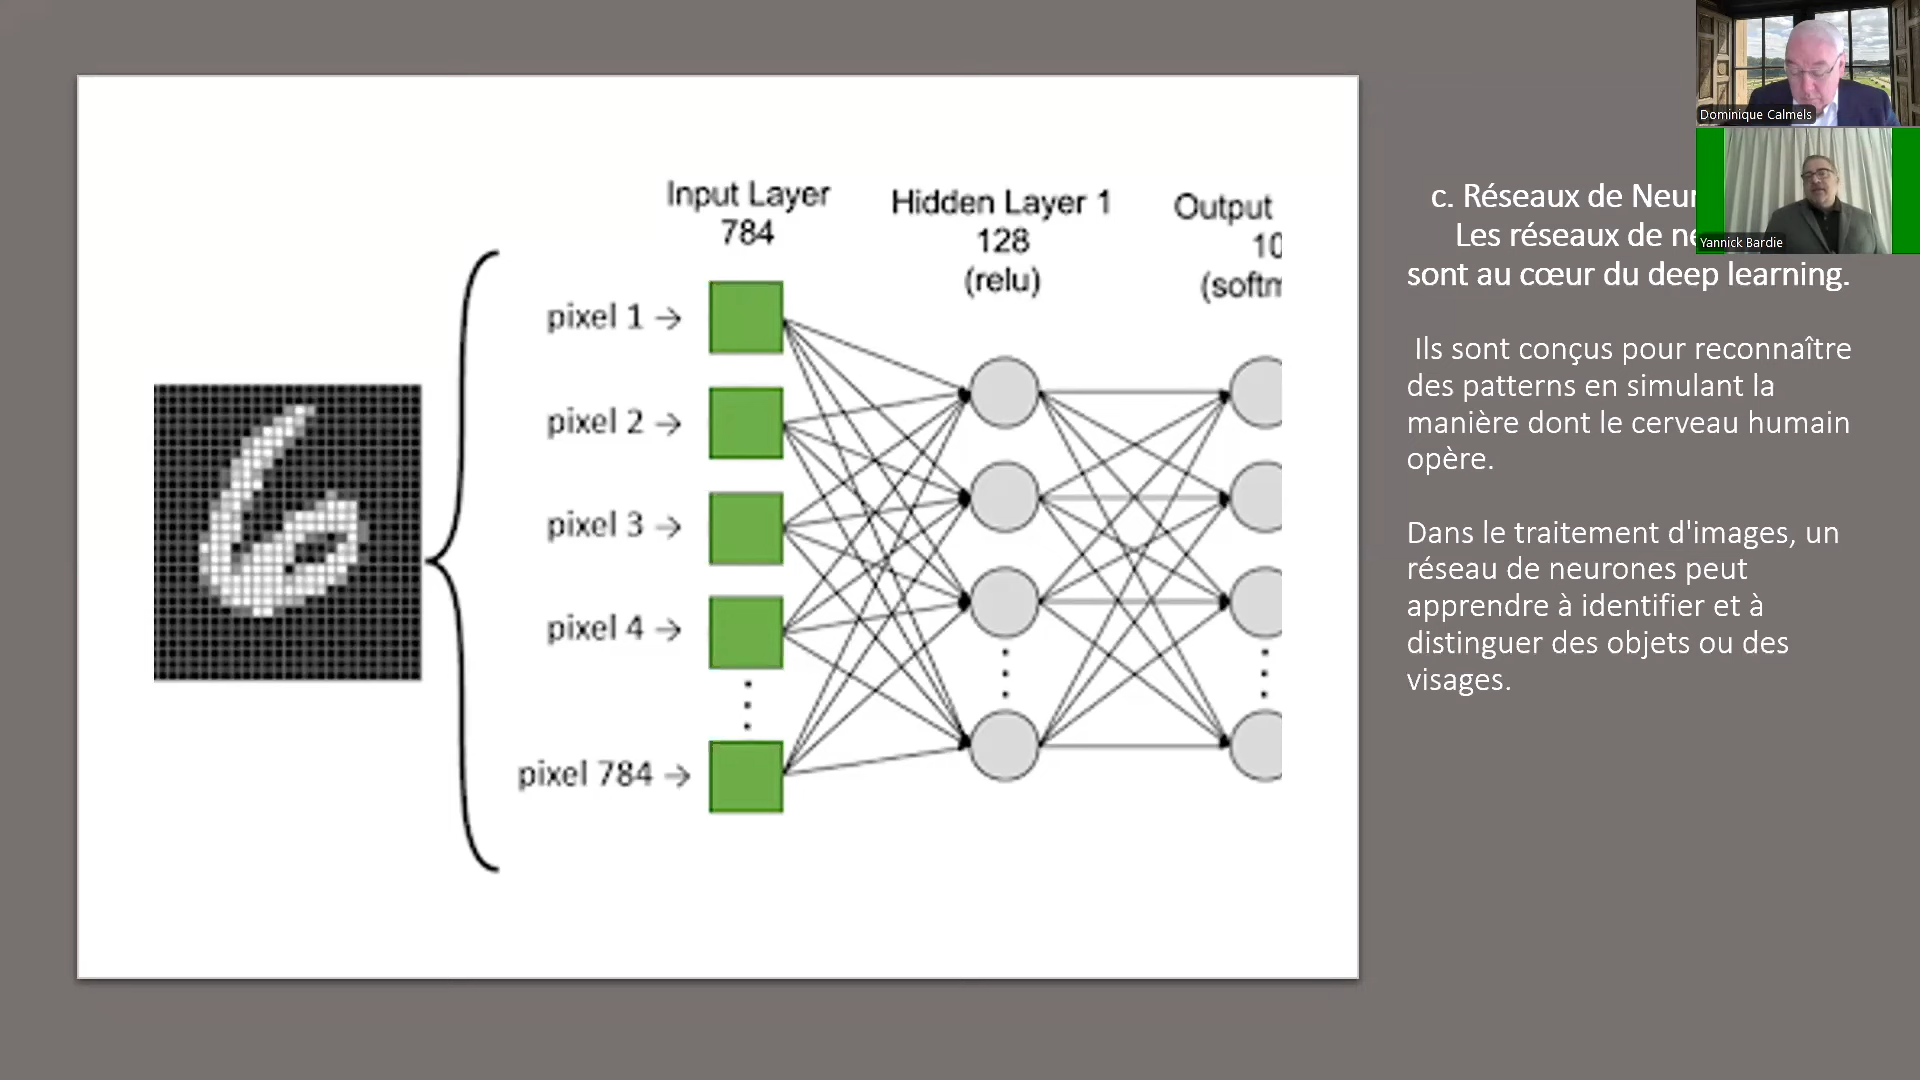 Input Layer
784
Hidden Layer 1
128
(relu)
Output
10
pixel 1 →
pixel 2 →
pixel 3 →
pixel 4 →
pixel 784 →
c. Réseaux de
Les réseaux de
sont au cœur du deep learning.
Ils sont conçus pour reconnaître
des patterns en simulant la
manière dont le cerveau humain
opère.
Dans le traitement d'images, un
réseau de neurones peut
apprendre à identifier et à
distinguer des objets ou des
visages.
Dominique Calmels
Yannick Bardie